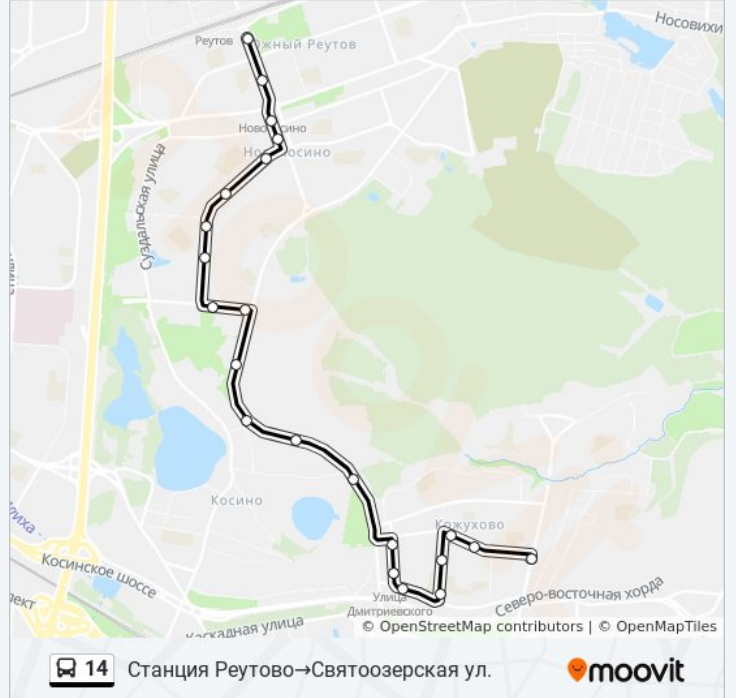 Носовихи
Реутов
Южный Реутов
Новокосино
Новокосино
Суздальская улица
Косино
Кожухово
Косинское шоссе
Улица
Дмитриевского
Северо-восточная хорда
Каскадная улица
© OpenStreetMap contributors | © OpenMapTiles
14 Станция Реутово→Святоозерская ул. moovit